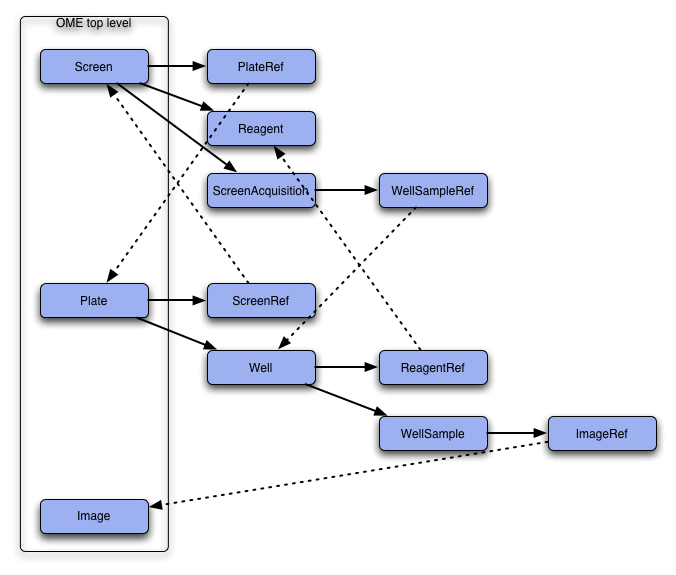 OME top level
Screen
PlateRef
Reagent
ScreenAcquisition
WellSampleRef
Plate
ScreenRef
Well
ReagentRef
WellSample
ImageRef
Image